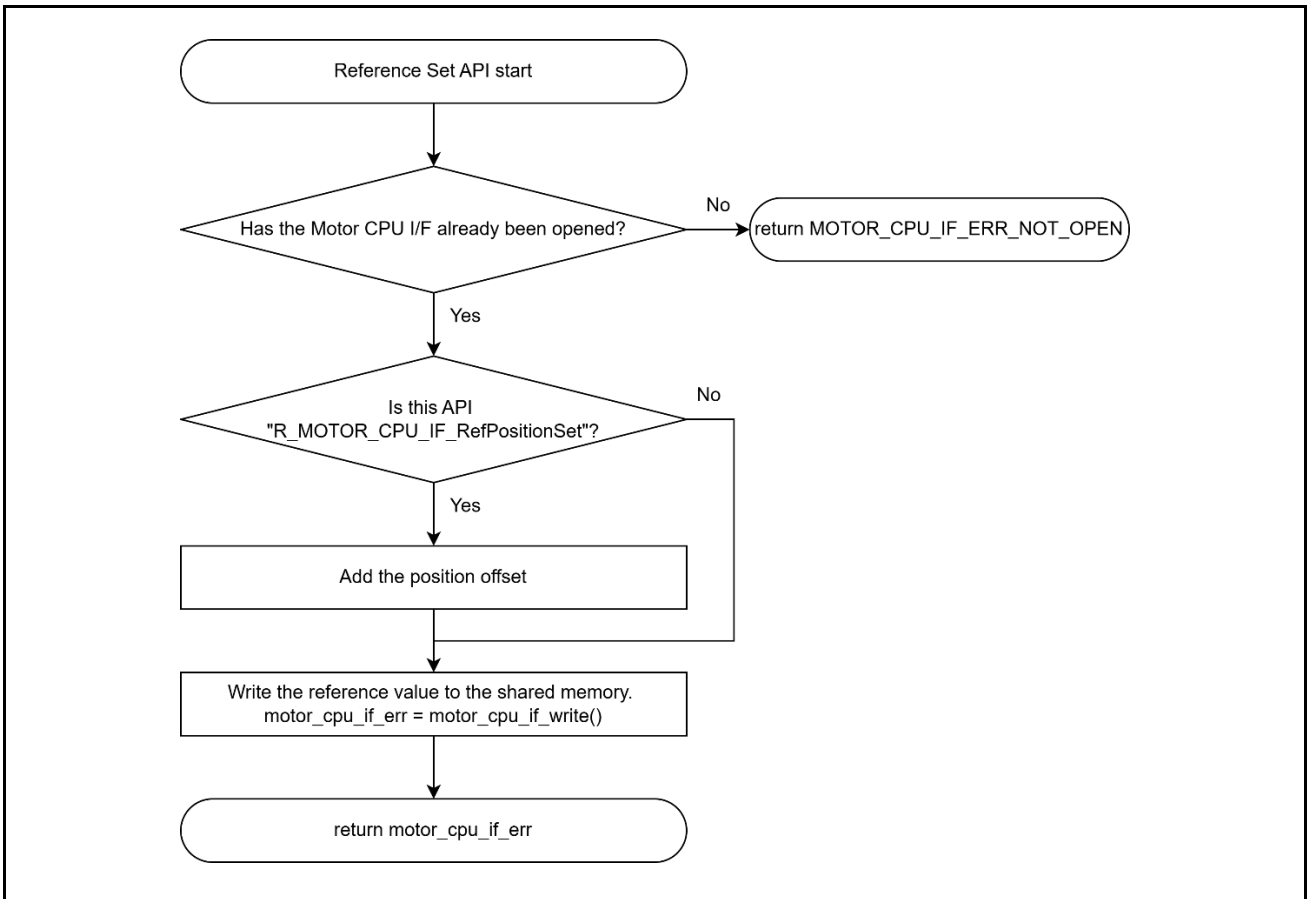 Reference Set API start
Has the Motor CPU I/F already been opened?
No
return MOTOR_CPU_IF_ERR_NOT_OPEN
Yes
Is this API
"R_MOTOR_CPU_IF_RefPositionSet"?
No
Yes
Add the position offset
Write the reference value to the shared memory.
motor_cpu_if_err = motor_cpu_if_write()
return motor_cpu_if_err